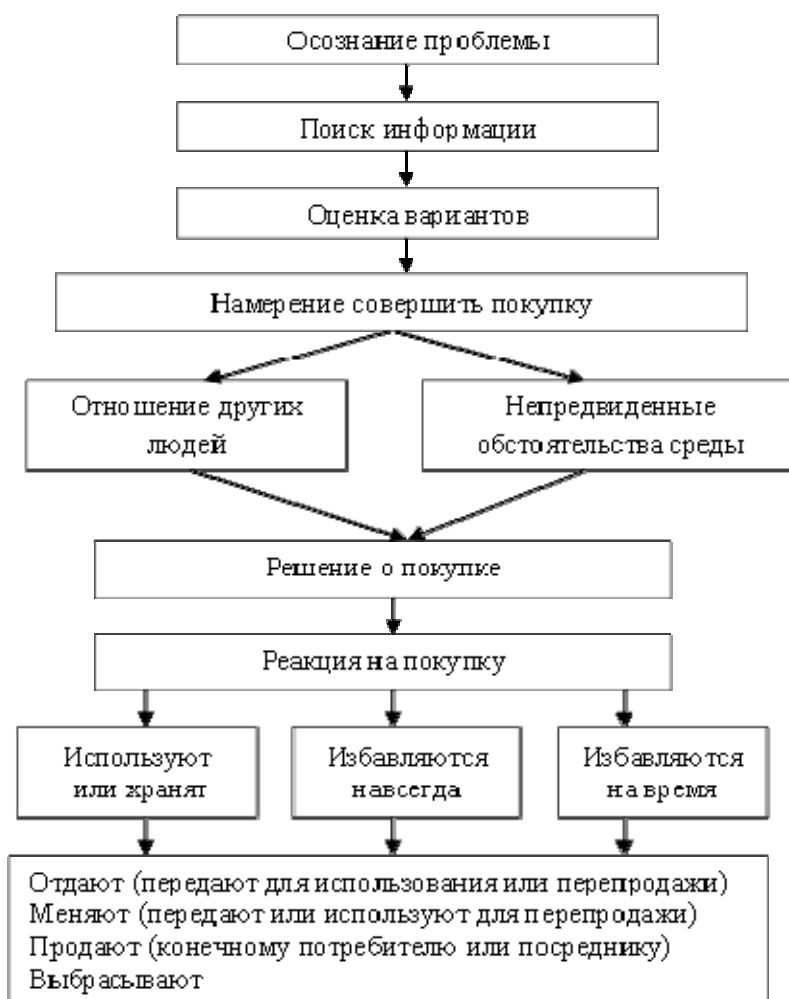 Осознание проблемы
Поиск информации
Оценка вариантов
Намерение совершить покупку
Отношение других
людей
Непредвиденные
обстоятельства среды
Решение о покупке
Реакция на покупку
Используют
или хранят
Избавляются
навсегда
Избавляются
на время
Отдают (передают для использования или перепродажи)
Меняют (передают или используют для перепродажи)
Продают (конечному потребителю или посреднику)
Выбрасывают